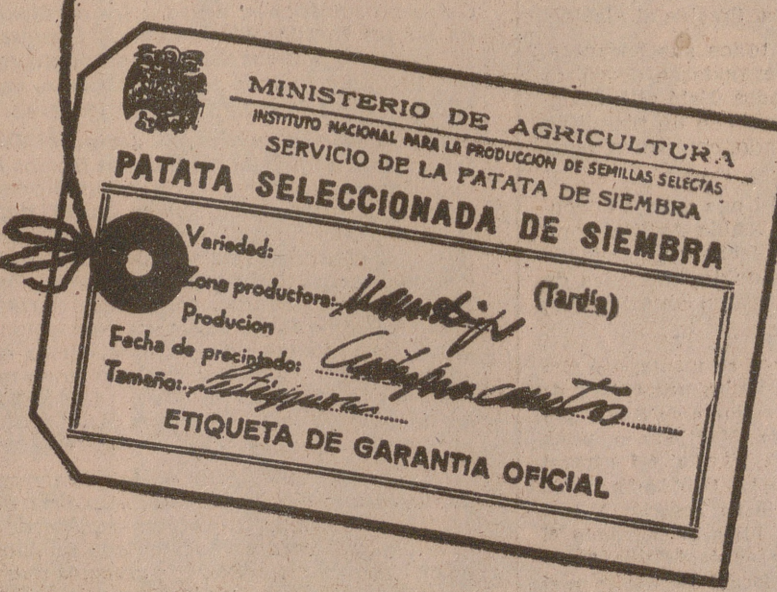 MINISTERIO DE AGRICULTURA
INSTITUTO NACIONAL PARA LA PRODUCCION DE SEMILLAS SELECTAS
SERVICIO DE LA PATATA DE SIEMBRA
PATATA SELECCIONADA DE SIEMBRA
Variedad:
(Tardía)
Zona productora:
Producion
Fecha de precintado:
Tamaño:
ETIQUETA DE GARANTIA OFICIAL